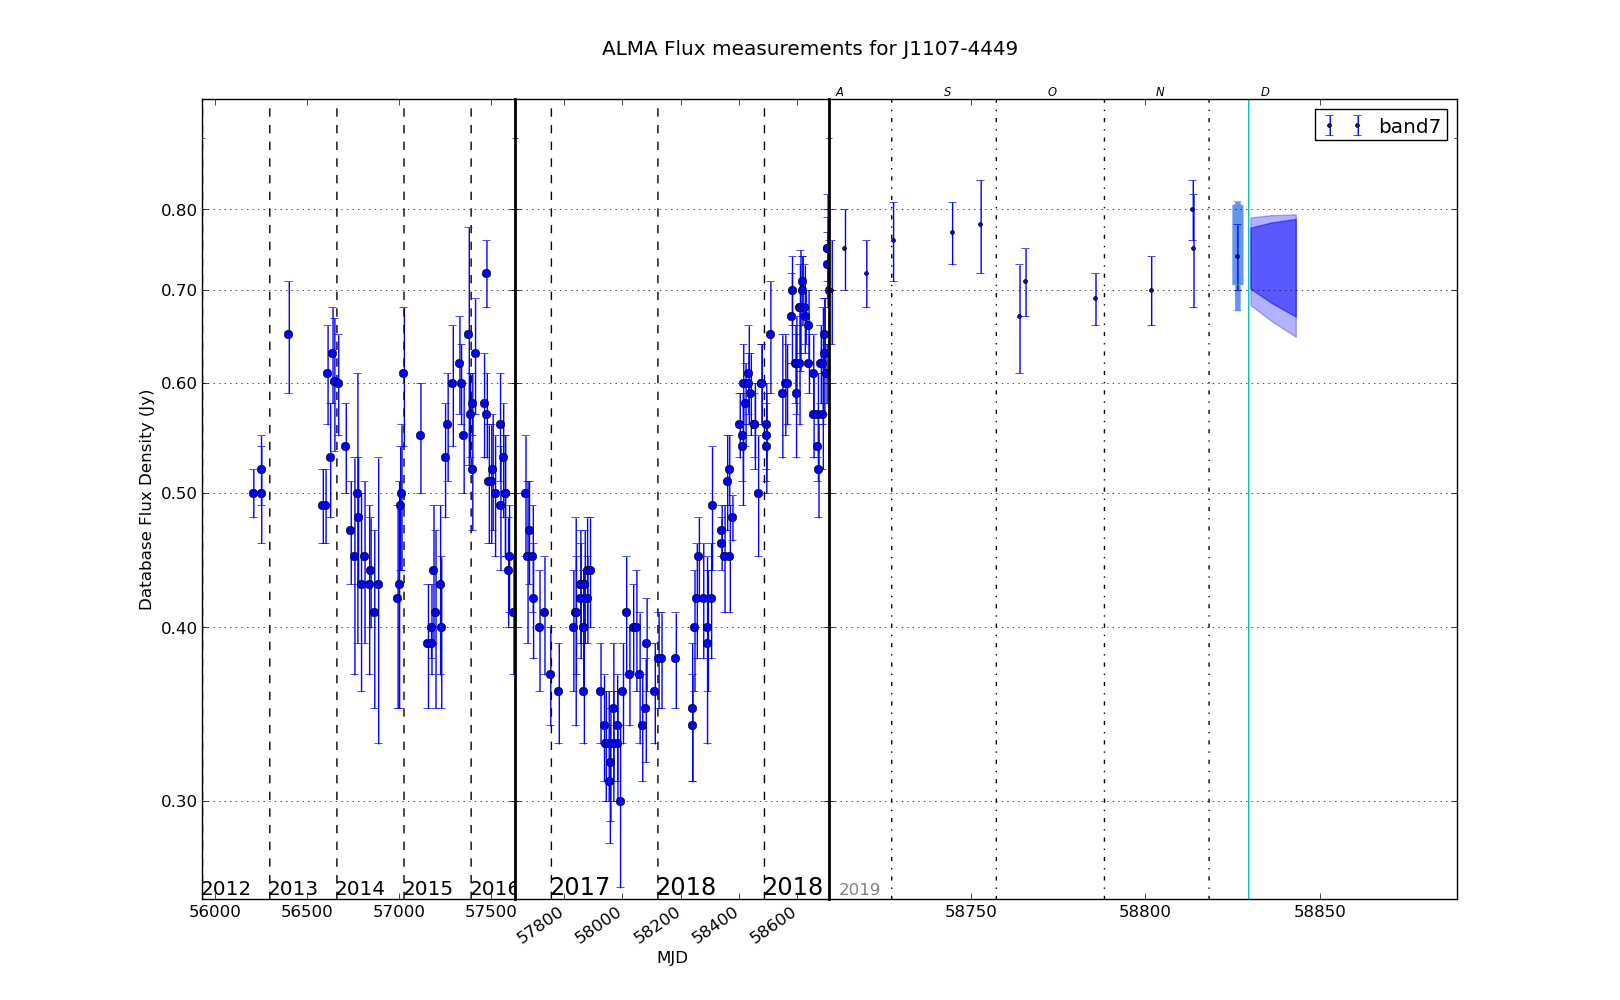 ALMA Flux measurements for J1107-4449
A S O N D
band7
0.80
0.70
0.60
0.50
0.40
0.30
Database Flux Density (Jy)
2012 2013 2014 2015 2016 2017 2018 2018 2019
56000 56500 57000 57500 57800 58000 58200 58400 58600 58750 58800 58850
MJD